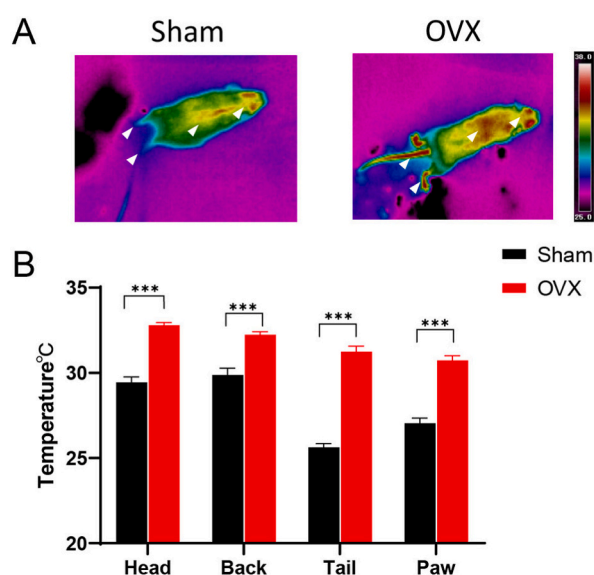 A
Sham
OVX
38.0
25.0
B
Sham
OVX
Temperature°C
35
30
25
20
***
***
***
***
Head
Back
Tail
Paw